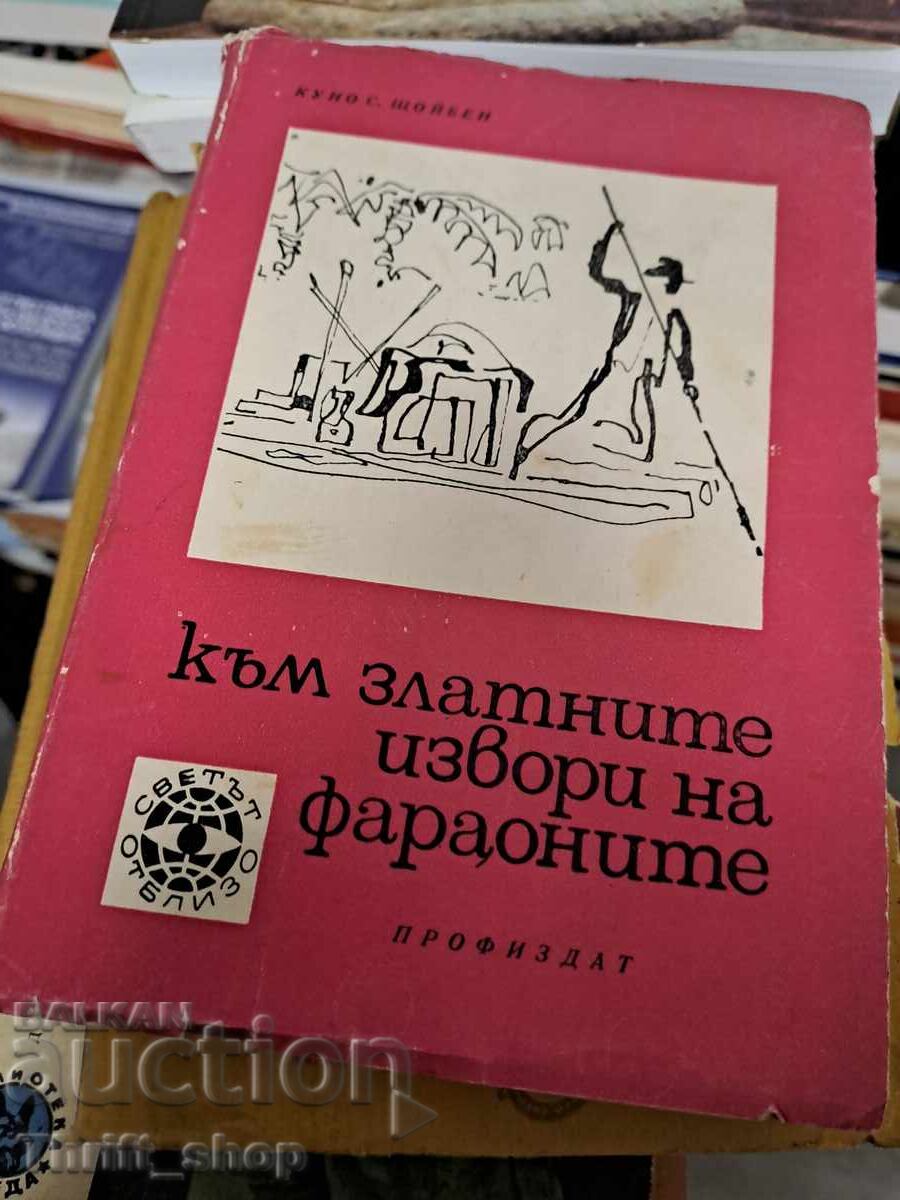 КУНО С. ЩОЙБЕН
към златните
извори на
фараоните
СВЕТЪТ
ОТБЛИЗО
ПРОФИЗДАТ
BALKAN
auction
Thrift_shop